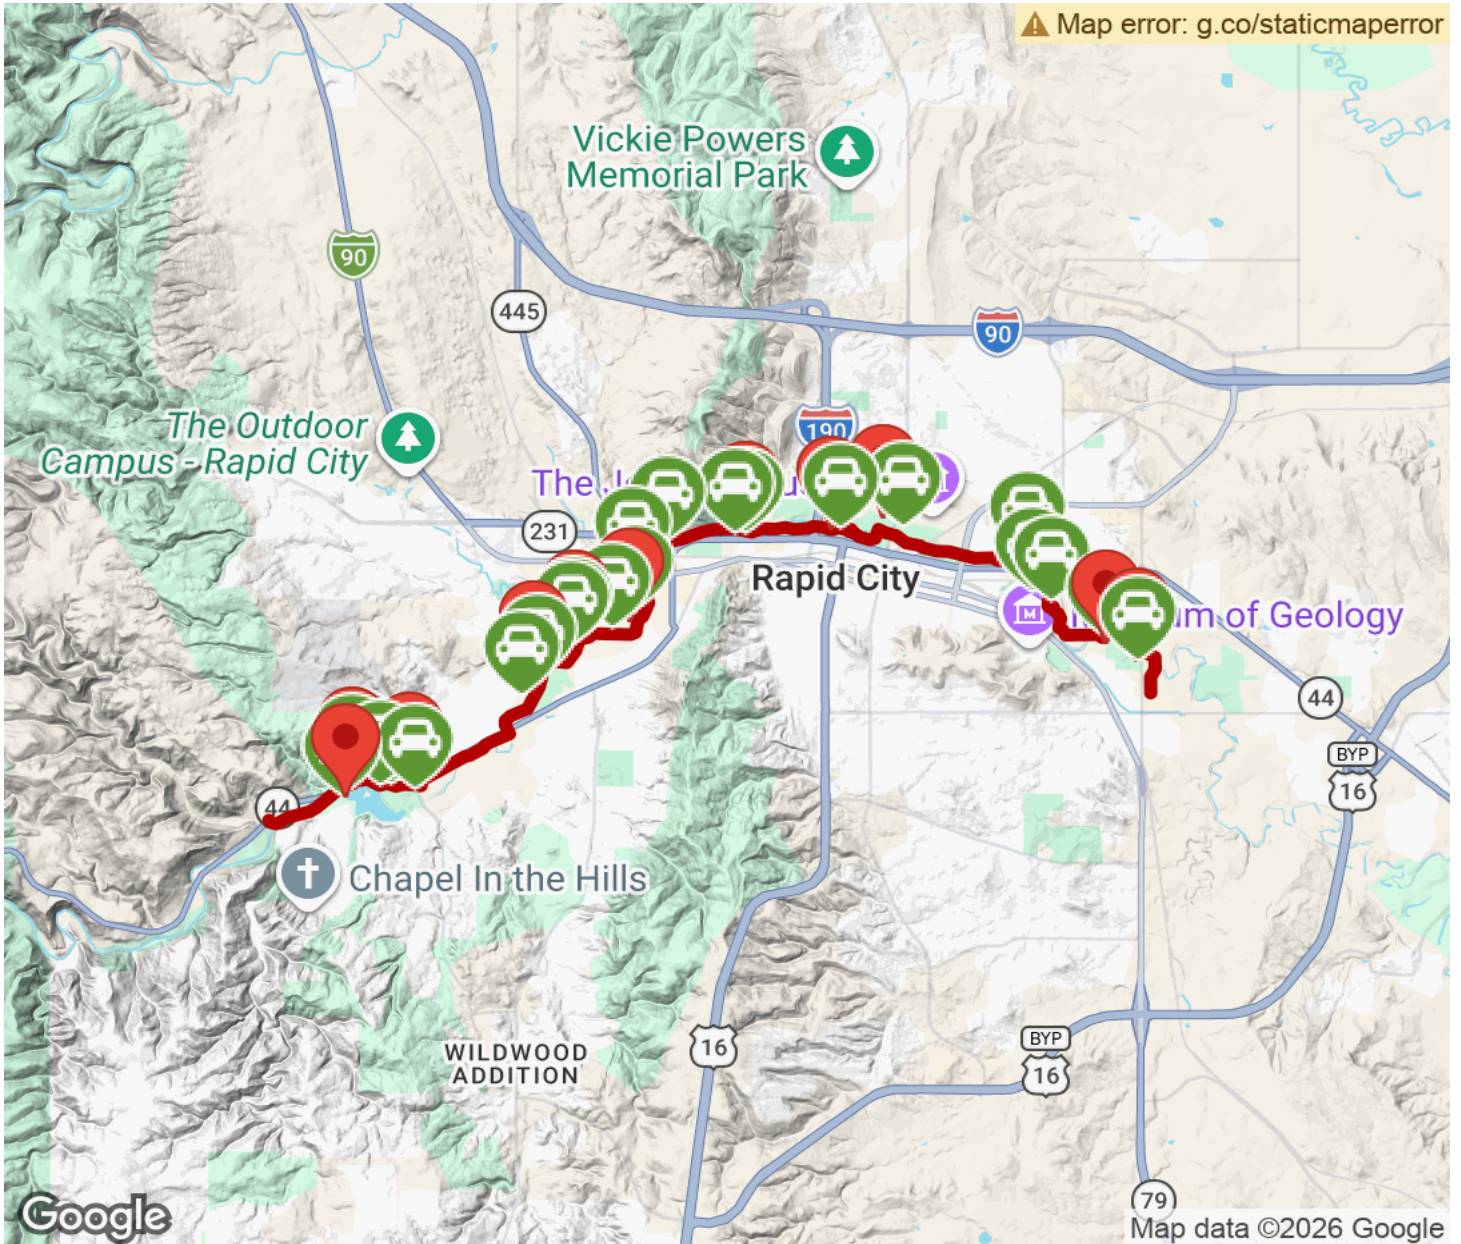 Map error: g.co/staticmaperror
Vickie Powers
Memorial Park
90
445
90
190
The Outdoor
Campus - Rapid City
The J
231
Rapid City
um of Geology
44
BYP
16
44
Chapel In the Hills
WILDWOOD
ADDITION
16
BYP
16
79
Google
Map data ©2026 Google